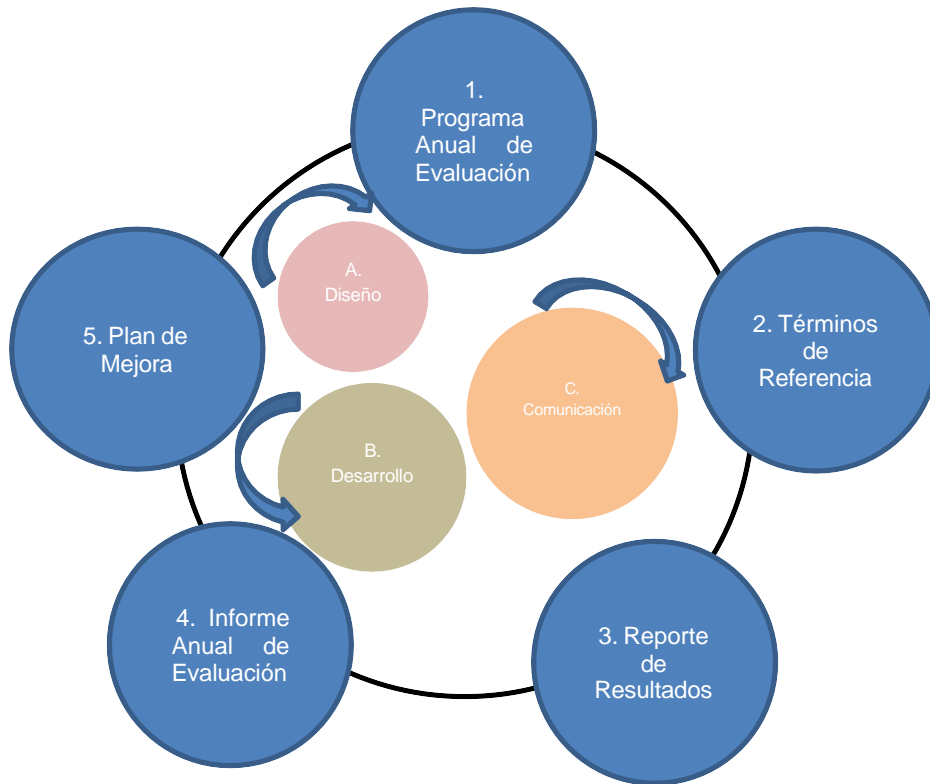 1.
Programa
Anual de
Evaluación
2. Términos
de
Referencia
3. Reporte
de
Resultados
4. Informe
Anual de
Evaluación
5. Plan de
Mejora
A.
Diseño
B.
Desarrollo
C.
Comunicación